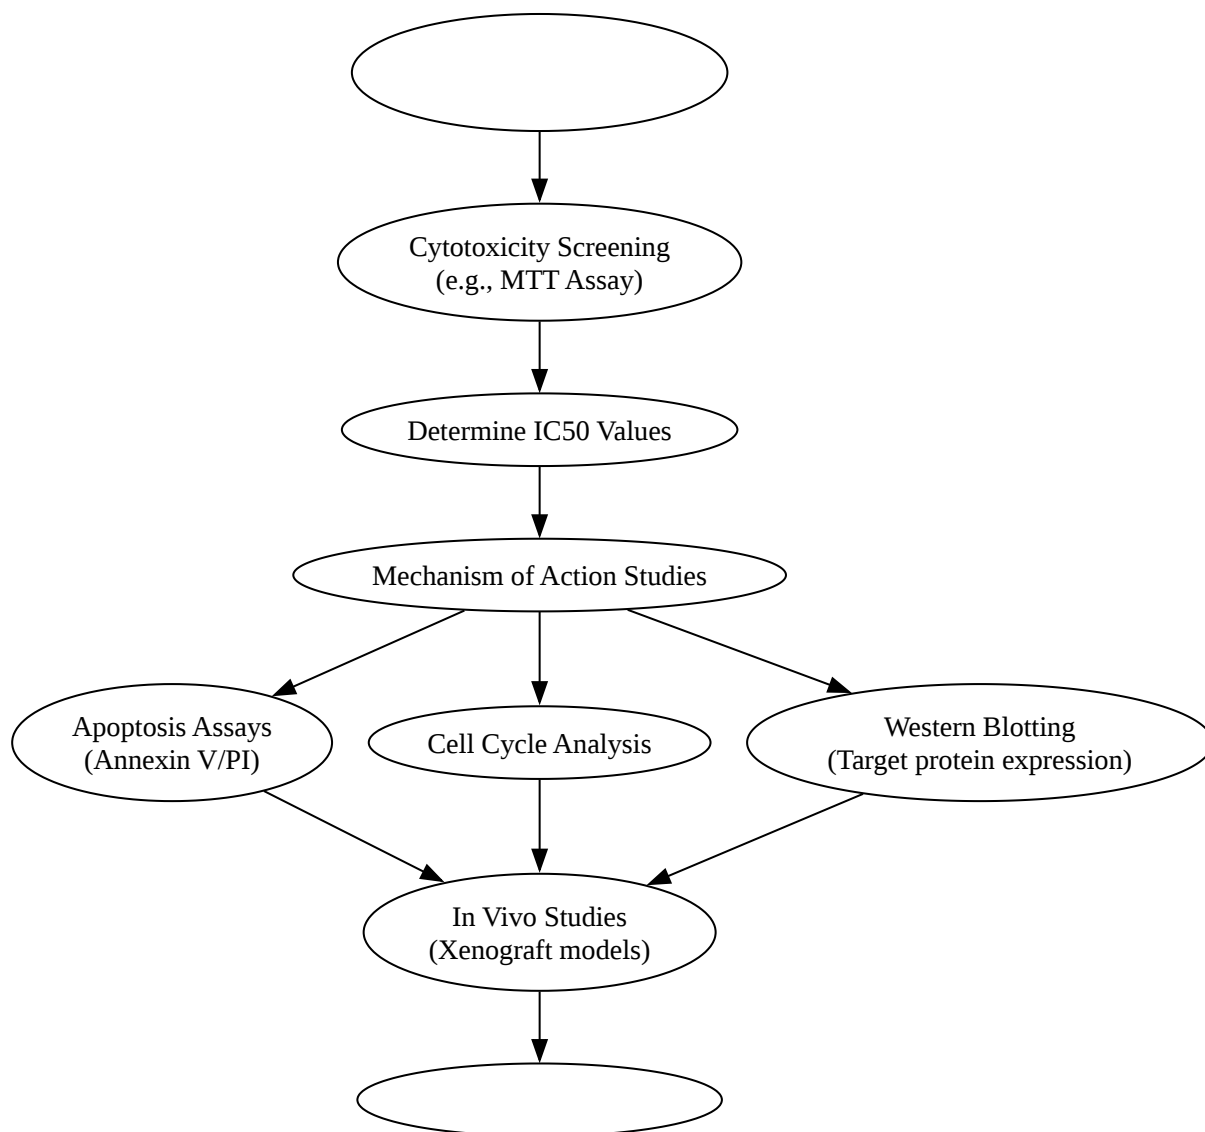 Cytotoxicity Screening
(e.g., MTT Assay)
Determine IC50 Values
Mechanism of Action Studies
Apoptosis Assays
(Annexin V/PI)
Cell Cycle Analysis
Western Blotting
(Target protein expression)
In Vivo Studies
(Xenograft models)